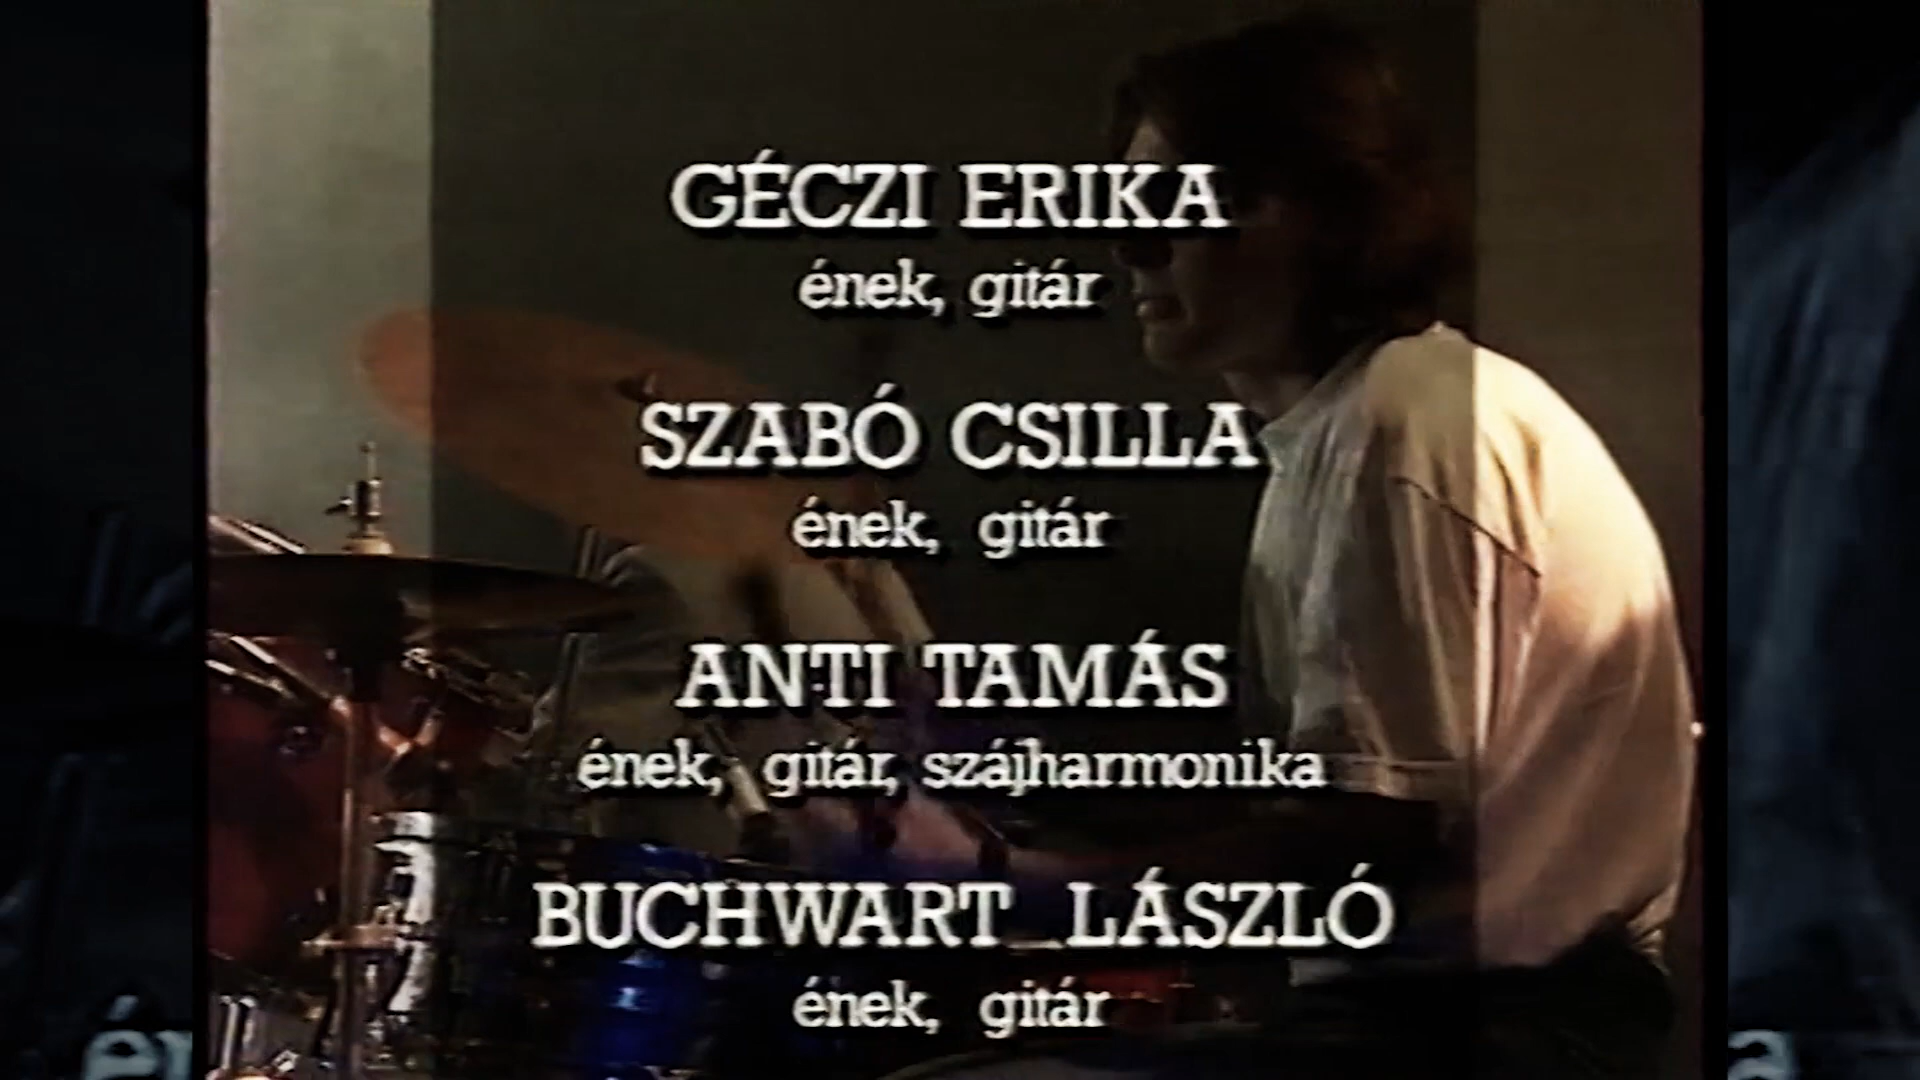 GÉCZI ERIKA
ének, gitár
SZABÓ CSILLA
ének, gitár
ANTI TAMÁS
ének, gitár, szájharmonika
BUCHWART LÁSZLÓ
ének, gitár